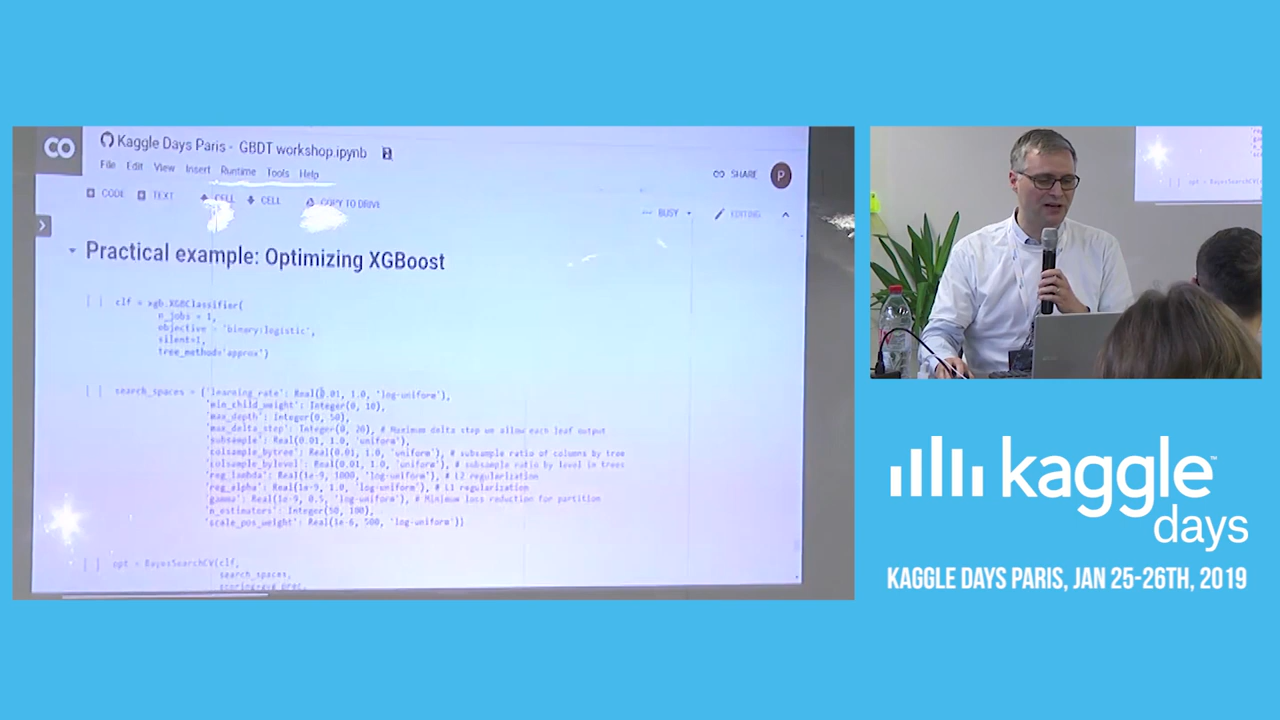 CO
Kaggle Days Paris - GBDT workshop.ipynb
File Edit View Insert Runtime Tools Help
SHARE
P
CODE TEXT CELL CELL COPY TO DRIVE
BUSY EDITING
Practical example: Optimizing XGBoost
[ ] clf = xgb.XGBClassifier(
n_jobs = 1,
objective = 'binary:logistic',
silent=1,
tree_method='approx')
[ ] search_spaces = {'learning_rate': Real(0.01, 1.0, 'log-uniform'),
'min_child_weight': Integer(0, 10),
'max_depth': Integer(0, 50),
'max_delta_step': Integer(0, 20), # Maximum delta step we allow each leaf output
'subsample': Real(0.01, 1.0, 'uniform'),
'colsample_bytree': Real(0.01, 1.0, 'uniform'), # subsample ratio of columns by tree
'colsample_bylevel': Real(0.01, 1.0, 'uniform'), # subsample ratio by level in trees
'reg_lambda': Real(1e-9, 1000, 'log-uniform'), # L2 regularization
'reg_alpha': Real(1e-9, 1.0, 'log-uniform'), # L1 regularization
'gamma': Real(1e-9, 0.5, 'log-uniform'), # Minimum loss reduction for partition
'n_estimators': Integer(50, 100),
'scale_pos_weight': Real(1e-6, 500, 'log-uniform')}
[ ] opt = BayesSearchCV(clf,
search_spaces,
scoring=avg_prec,
opt = BayesSearchCV(
kaggle
days
KAGGLE DAYS PARIS, JAN 25-26TH, 2019